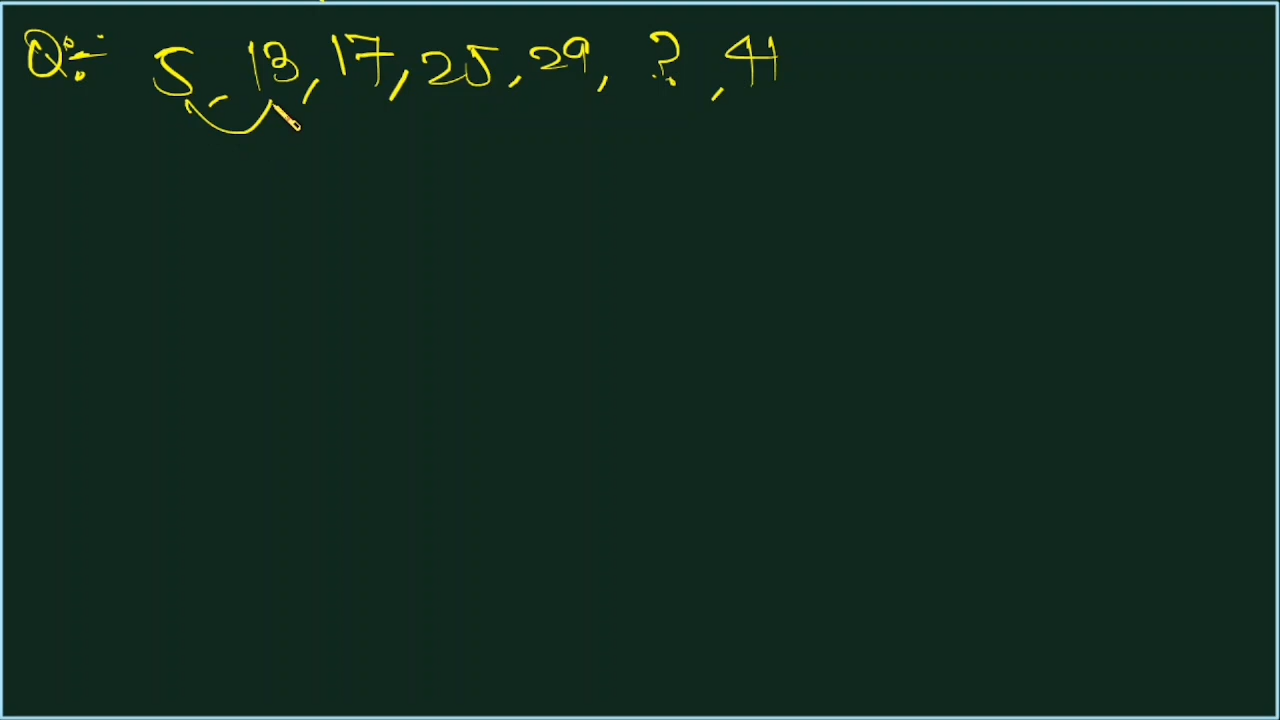 Q:- 5, 13, 17, 25, 29, ?, 41